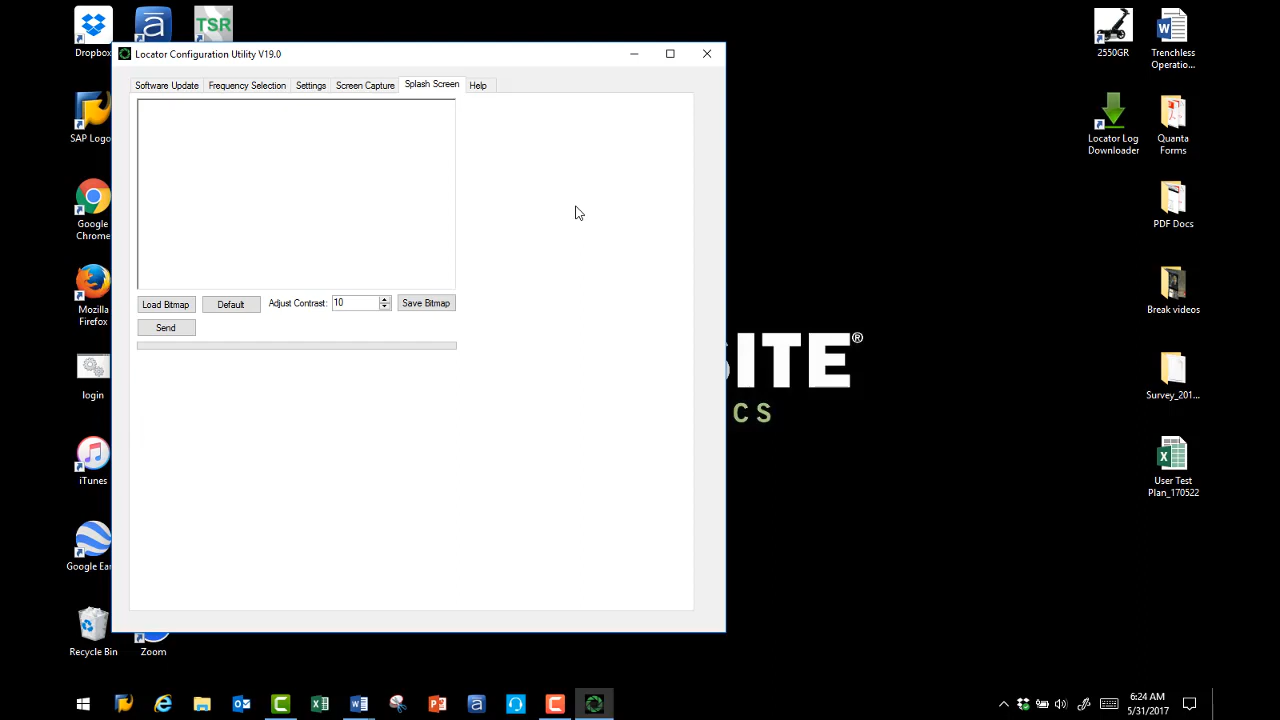 Dropbox
TSR
2550GR
Trenchless
Operatio...
Locator Configuration Utility V19.0
Software Update
Frequency Selection
Settings
Screen Capture
Splash Screen
Help
SAP Logo
Locator Log
Downloader
Quanta
Forms
Google
Chrome
PDF Docs
Load Bitmap
Default
Adjust Contrast:
10
Save Bitmap
Send
Mozilla
Firefox
Break videos
SITE®
CS
login
Survey_201...
iTunes
User Test
Plan_170522
Google Ear
Recycle Bin
Zoom
6:24 AM
5/31/2017